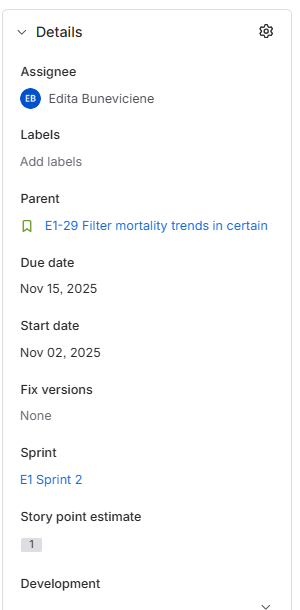 Details
Assignee
EB Edita Buneviciene
Labels
Add labels
Parent
E1-29 Filter mortality trends in certain
Due date
Nov 15, 2025
Start date
Nov 02, 2025
Fix versions
None
Sprint
E1 Sprint 2
Story point estimate
1
Development